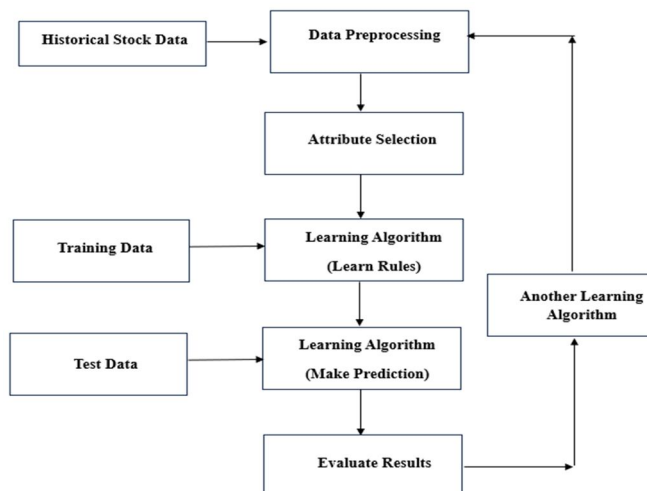 Historical Stock Data
Data Preprocessing
Attribute Selection
Training Data
Learning Algorithm
(Learn Rules)
Another Learning
Algorithm
Test Data
Learning Algorithm
(Make Prediction)
Evaluate Results